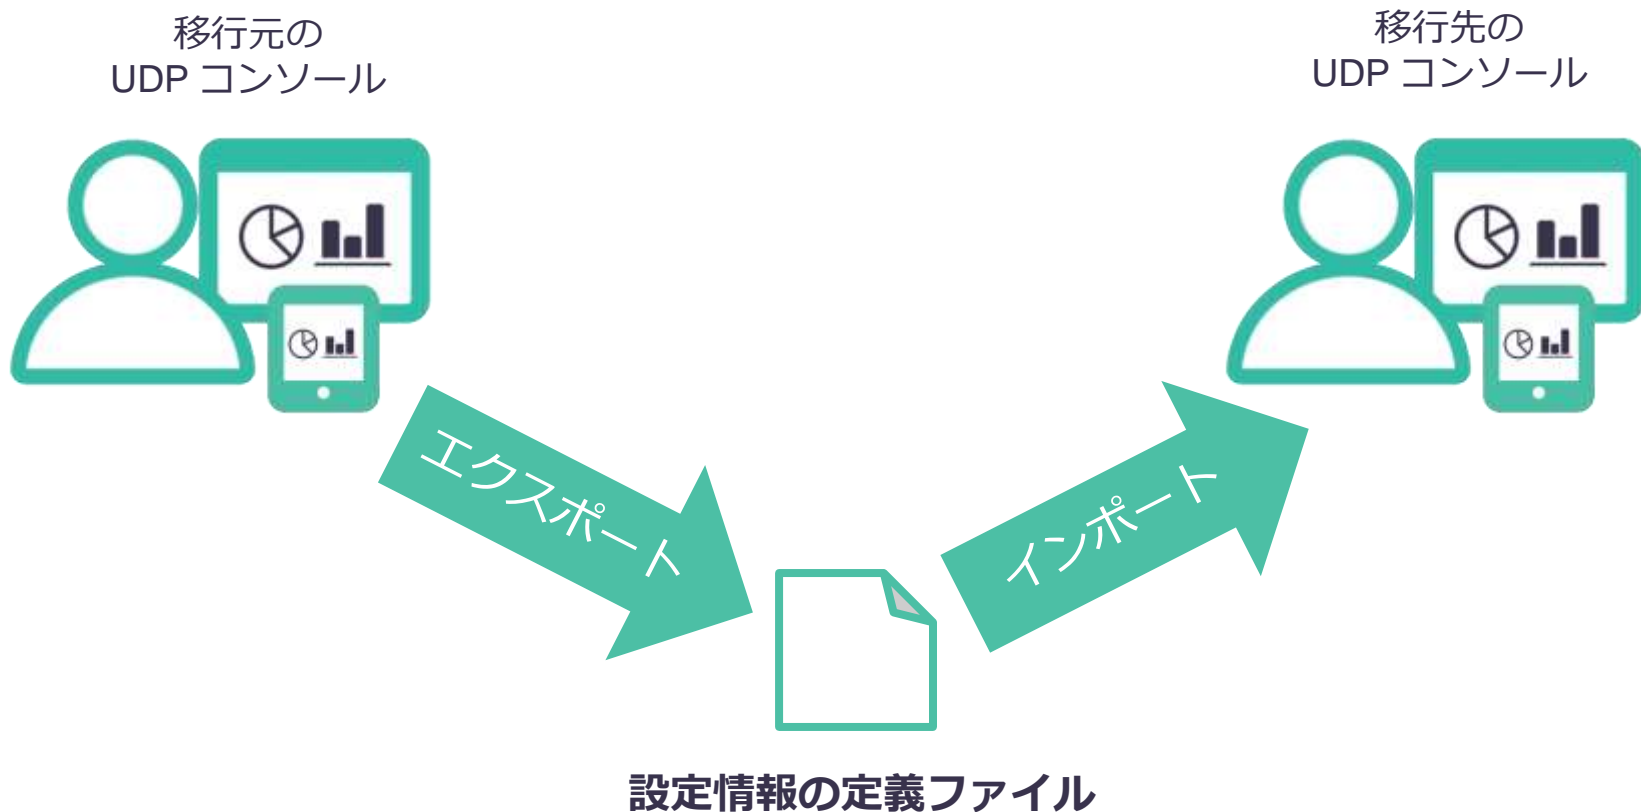 移行元の
UDP コンソール
移行先の
UDP コンソール
エクスポート
インポート
設定情報の定義ファイル